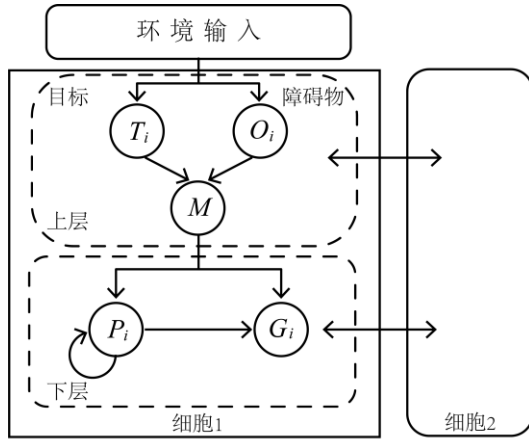 环境输入
目标 障碍物
T_i O_i
M
上层
P_i G_i
下层
细胞1 细胞2